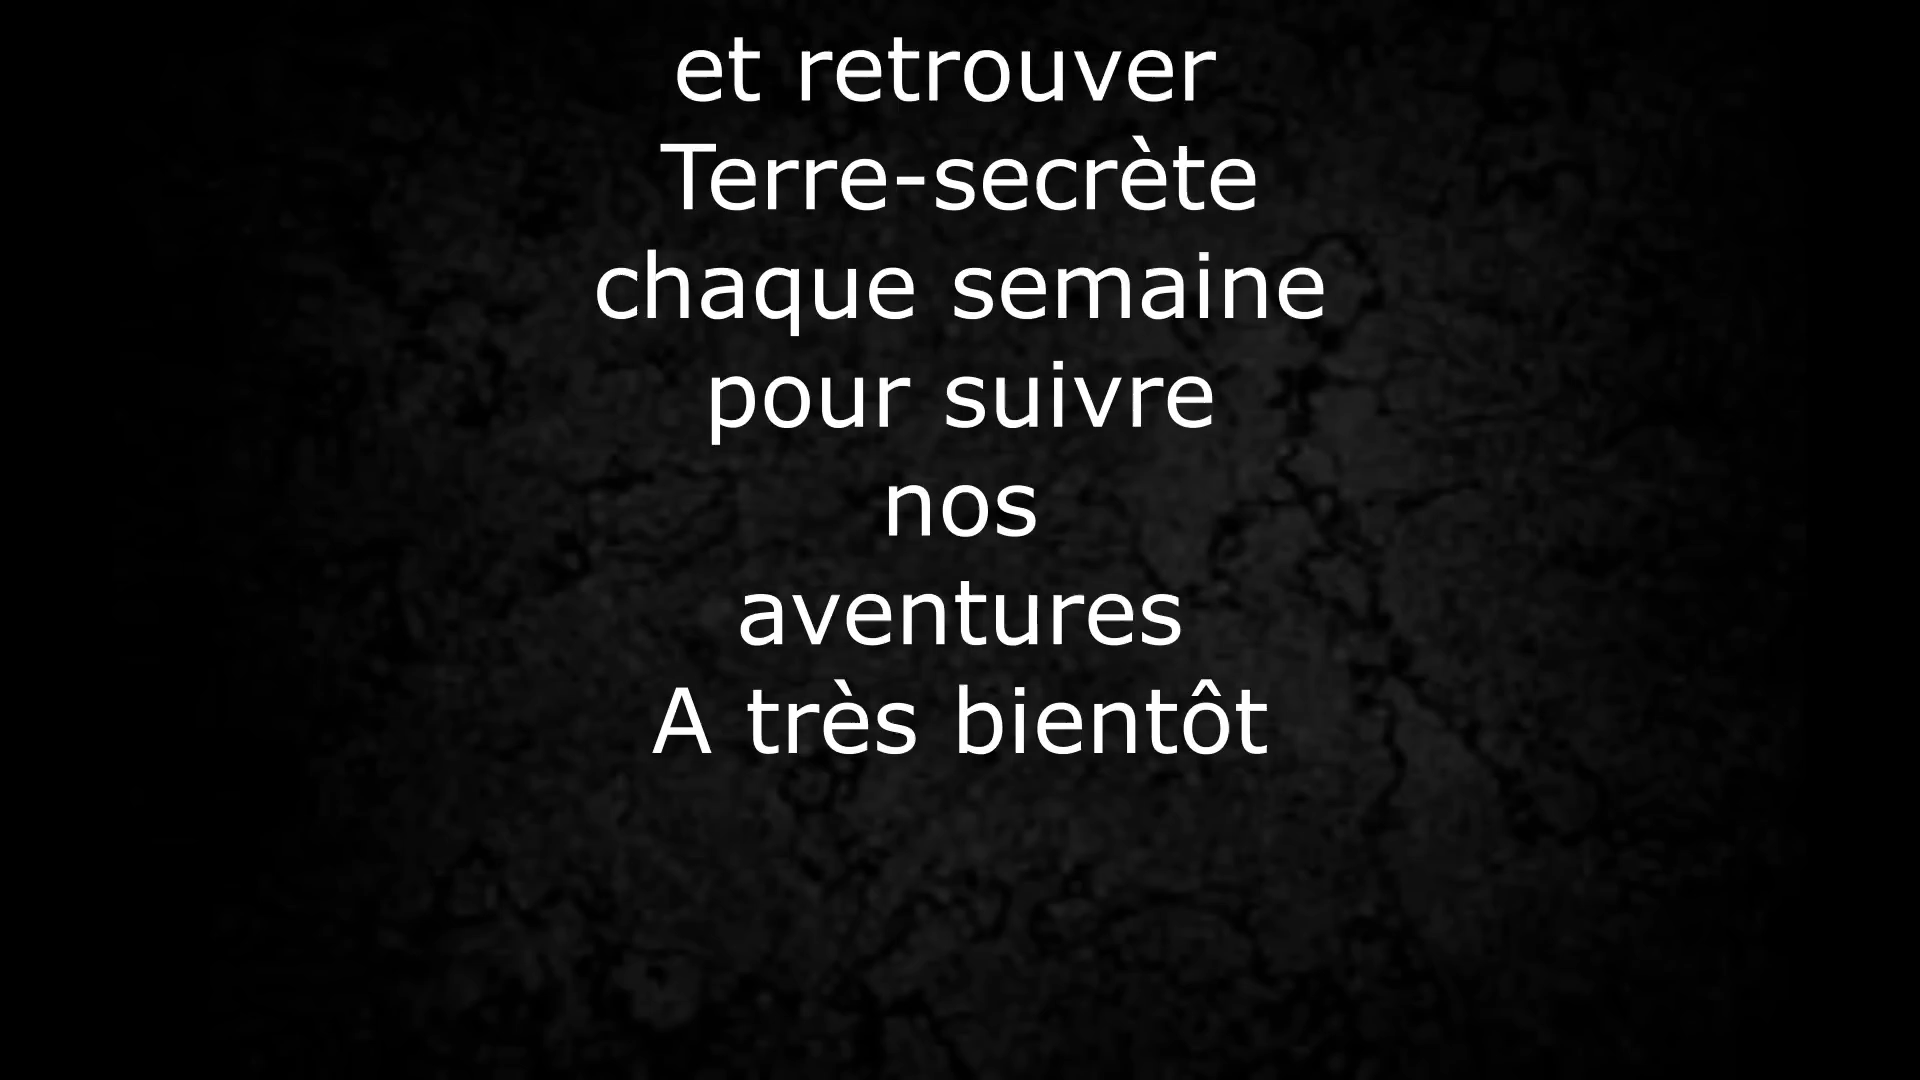 et retrouver
Terre-secrète
chaque semaine
pour suivre
nos
aventures
A très bientôt